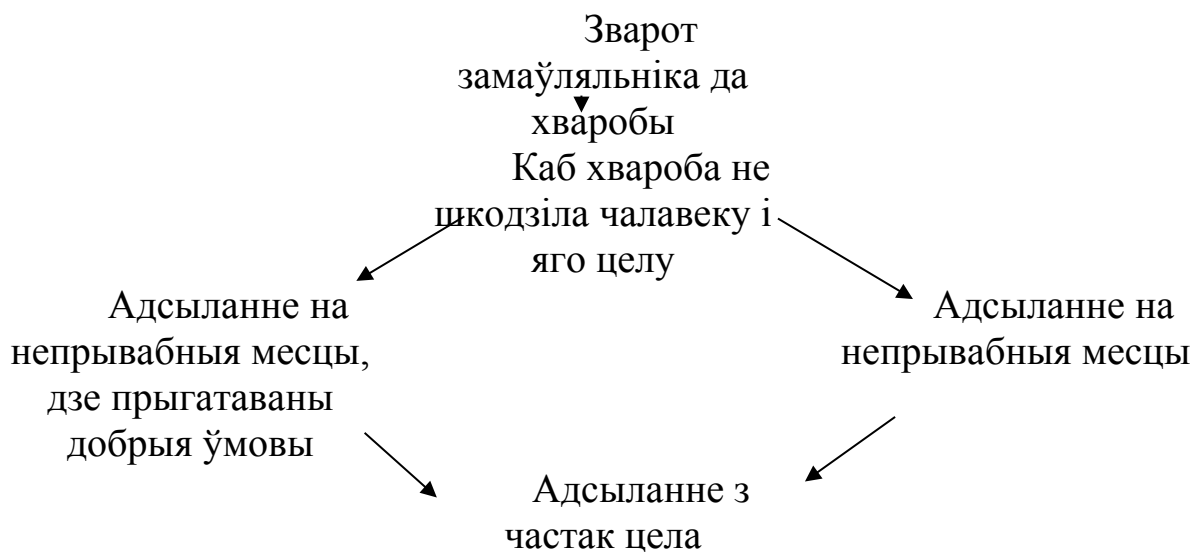 Зварот
замаўляльніка да
хваробы
Каб хвароба не
шкодзіла чалавеку і
яго целу
Адсыланне на
непрывабныя месцы,
дзе прыгатаваны
добрыя ўмовы
Адсыланне на
непрывабныя месцы
Адсыланне з
частак цела